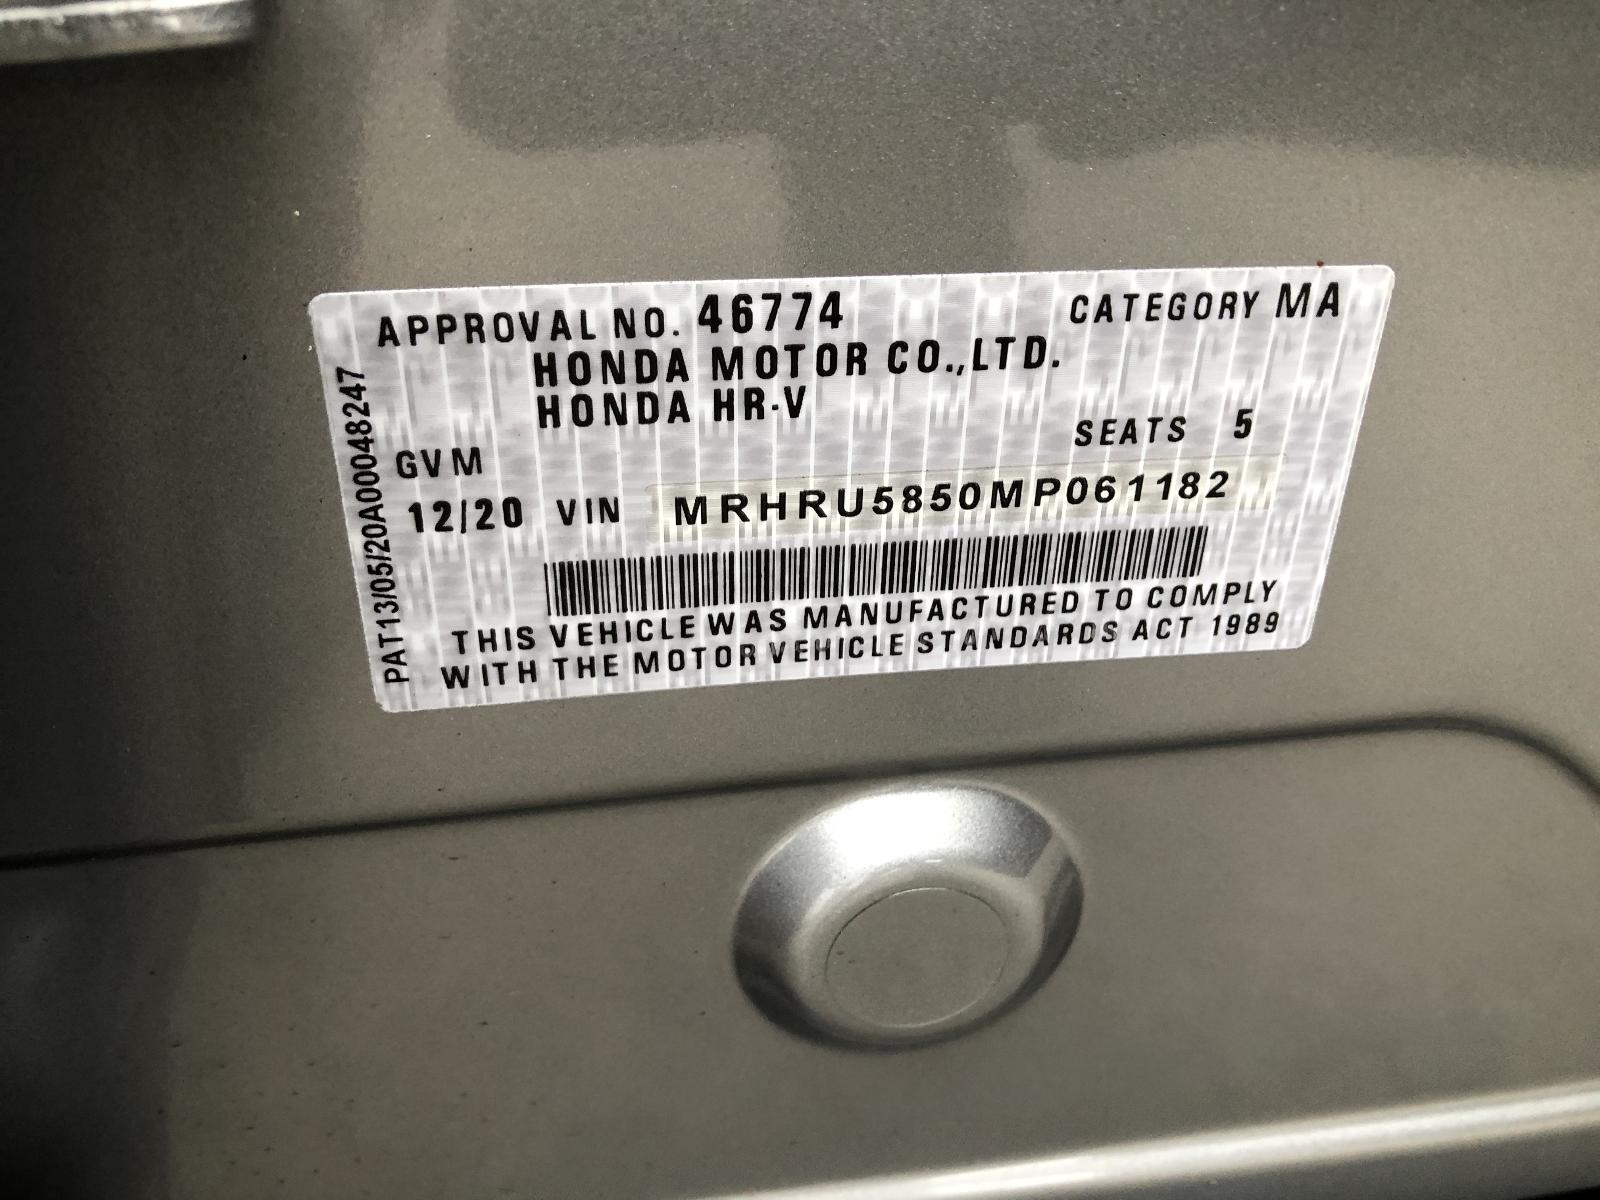 APPROVAL NO. 46774 CATEGORY MA
HONDA MOTOR CO.,LTD.
HONDA HR-V
SEATS 5
GVM
12/20 VIN MRHRU5850MP061182
THIS VEHICLE WAS MANUFACTURED TO COMPLY
WITH THE MOTOR VEHICLE STANDARDS ACT 1989
PAT13/05/20A00048247